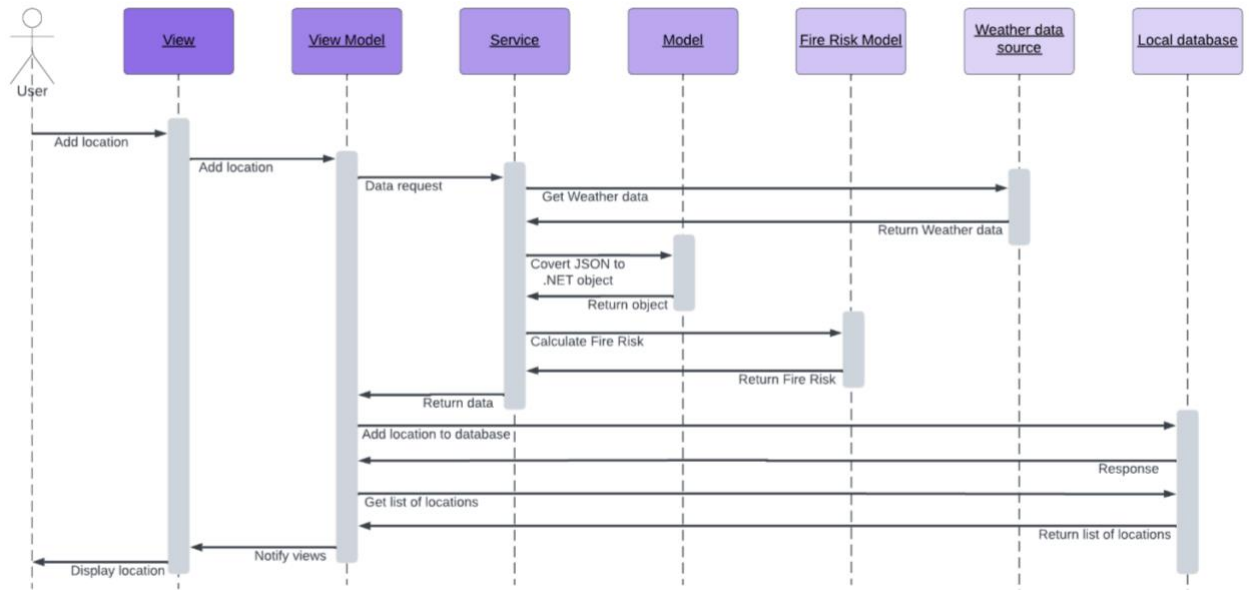 View
View Model
Service
Model
Fire Risk Model
Weather data
source
Local database
User
Add location
Add location
Data request
Get Weather data
Return Weather data
Covert JSON to
.NET object
Return object
Calculate Fire Risk
Return Fire Risk
Return data
Add location to database
Response
Get list of locations
Return list of locations
Notify views
Display location